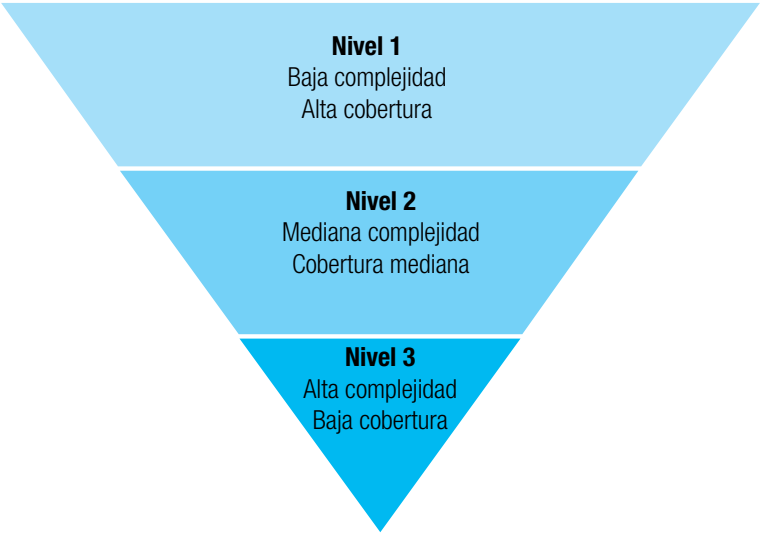 Nivel 1
Baja complejidad
Alta cobertura
Nivel 2
Mediana complejidad
Cobertura mediana
Nivel 3
Alta complejidad
Baja cobertura